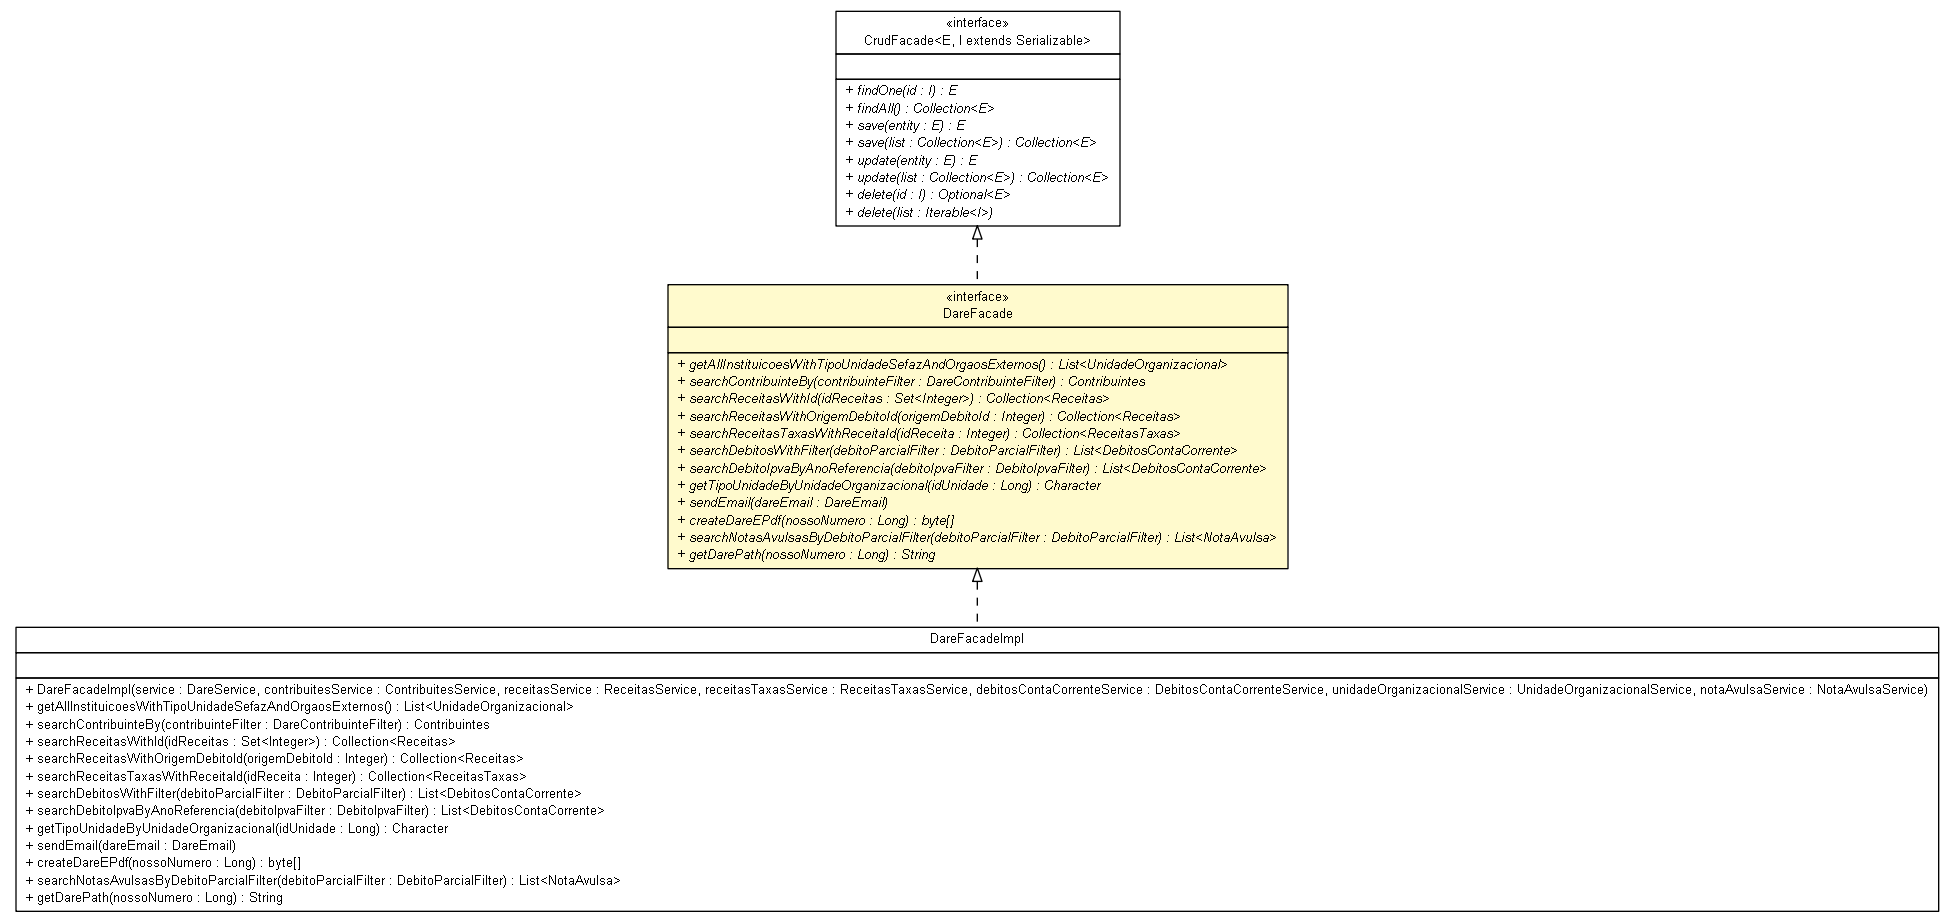 «interface»
CrudFacade<E, I extends Serializable>
+ findOne(id : I) : E
+ findAll() : Collection<E>
+ save(entity : E) : E
+ save(list : Collection<E>) : Collection<E>
+ update(entity : E) : E
+ update(list : Collection<E>) : Collection<E>
+ delete(id : I) : Optional<E>
+ delete(list : Iterable<I>)
«interface»
DareFacade
+ getAllInstituicoesWithTipoUnidadeSefazAndOrgaosExternos() : List<UnidadeOrganizacional>
+ searchContribuinteBy(contribuinteFilter : DareContribuinteFilter) : Contribuintes
+ searchReceitasWithId(idReceitas : Set<Integer>) : Collection<Receitas>
+ searchReceitasWithOrigemDebitoId(origemDebitoId : Integer) : Collection<Receitas>
+ searchReceitasTaxasWithReceitaId(idReceita : Integer) : Collection<ReceitasTaxas>
+ searchDebitosWithFilter(debitoParcialFilter : DebitoParcialFilter) : List<DebitosContaCorrente>
+ searchDebitoIpvaByAnoReferencia(debitoIpvaFilter : DebitoIpvaFilter) : List<DebitosContaCorrente>
+ getTipoUnidadeByUnidadeOrganizacional(idUnidade : Long) : Character
+ sendEmail(dareEmail : DareEmail)
+ createDareEPdf(nossoNumero : Long) : byte[]
+ searchNotasAvulsasByDebitoParcialFilter(debitoParcialFilter : DebitoParcialFilter) : List<NotaAvulsa>
+ getDarePath(nossoNumero : Long) : String
DareFacadeImpl
+ DareFacadeImpl(service : DareService, contribuitesService : ContribuitesService, receitasService : ReceitasService, receitasTaxasService : ReceitasTaxasService, debitosContaCorrenteService : DebitosContaCorrenteService, unidadeOrganizacionalService : UnidadeOrganizacionalService, notaAvulsaService : NotaAvulsaService)
+ getAllInstituicoesWithTipoUnidadeSefazAndOrgaosExternos() : List<UnidadeOrganizacional>
+ searchContribuinteBy(contribuinteFilter : DareContribuinteFilter) : Contribuintes
+ searchReceitasWithId(idReceitas : Set<Integer>) : Collection<Receitas>
+ searchReceitasWithOrigemDebitoId(origemDebitoId : Integer) : Collection<Receitas>
+ searchReceitasTaxasWithReceitaId(idReceita : Integer) : Collection<ReceitasTaxas>
+ searchDebitosWithFilter(debitoParcialFilter : DebitoParcialFilter) : List<DebitosContaCorrente>
+ searchDebitoIpvaByAnoReferencia(debitoIpvaFilter : DebitoIpvaFilter) : List<DebitosContaCorrente>
+ getTipoUnidadeByUnidadeOrganizacional(idUnidade : Long) : Character
+ sendEmail(dareEmail : DareEmail)
+ createDareEPdf(nossoNumero : Long) : byte[]
+ searchNotasAvulsasByDebitoParcialFilter(debitoParcialFilter : DebitoParcialFilter) : List<NotaAvulsa>
+ getDarePath(nossoNumero : Long) : String